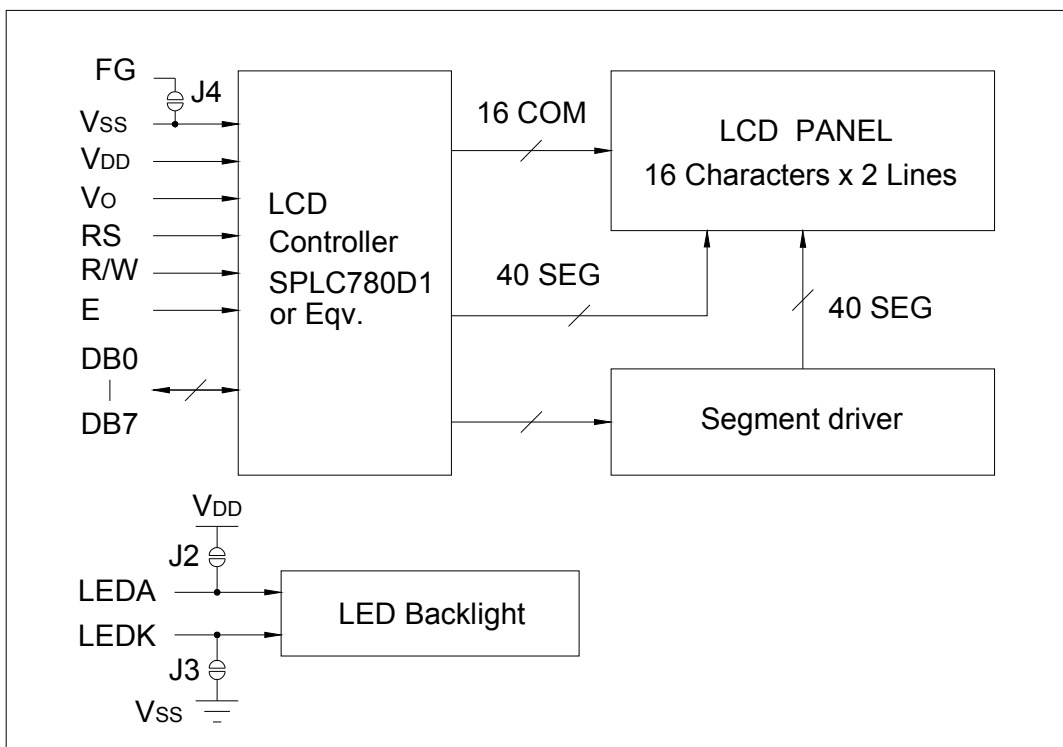 FG
J4
VSS
VDD
VO
RS
R/W
E
DB0
DB7
LCD
Controller
SPLC780D1
or Eqv.
16 COM
LCD PANEL
16 Characters x 2 Lines
40 SEG
40 SEG
Segment driver
VDD
J2
LEDA
LEDK
J3
VSS
LED Backlight